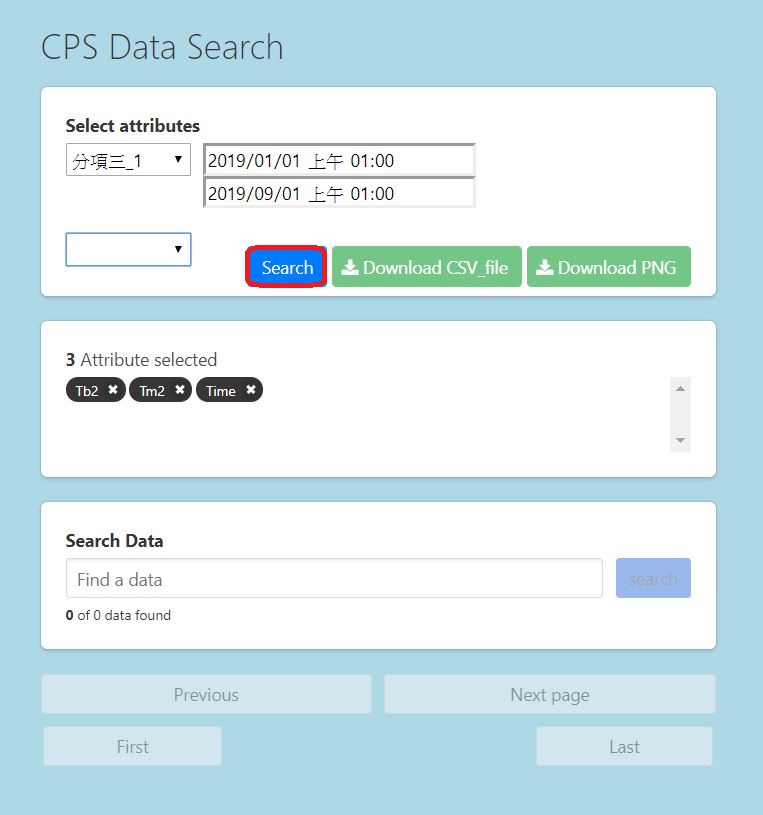 CPS Data Search
Select attributes
分項三_1
2019/01/01 上午 01:00
2019/09/01 上午 01:00
Search
Download CSV_file
Download PNG
3 Attribute selected
Tb2
Tm2
Time
Search Data
Find a data
search
0 of 0 data found
Previous
Next page
First
Last